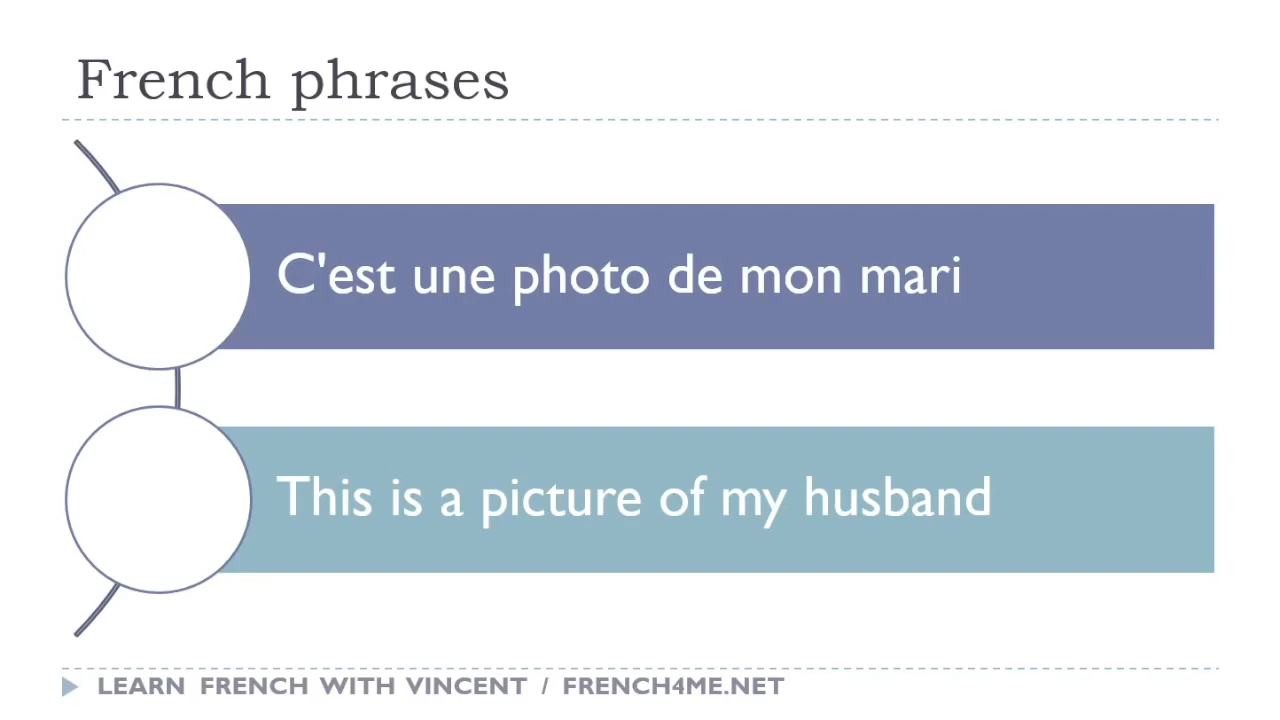 French phrases
C'est une photo de mon mari
This is a picture of my husband
LEARN FRENCH WITH VINCENT / FRENCH4ME.NET